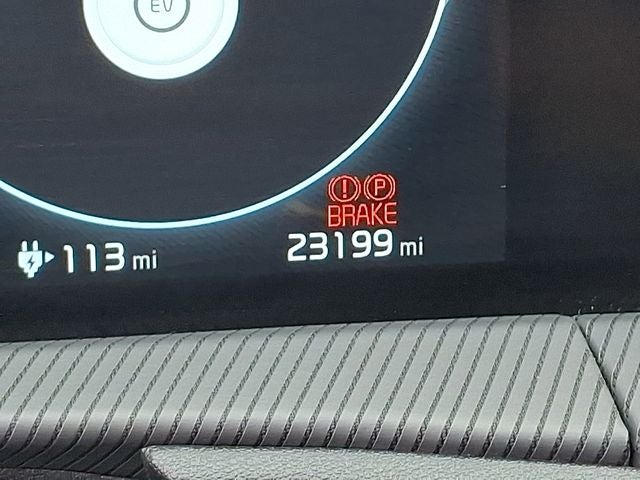 EV
! P
BRAKE
113 mi
23199 mi